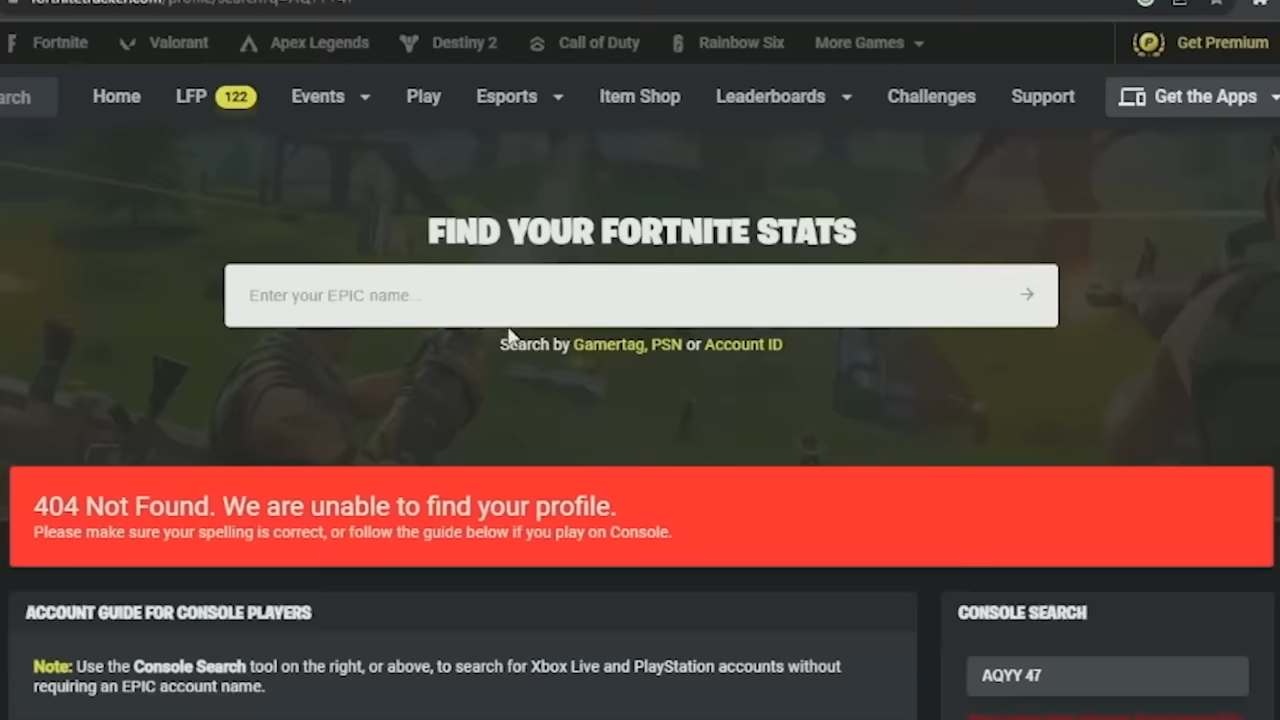 Fortnite Valorant Apex Legends Destiny 2 Call of Duty Rainbow Six More Games Get Premium
arch Home LFP 122 Events Play Esports Item Shop Leaderboards Challenges Support Get the Apps
FIND YOUR FORTNITE STATS
Enter your EPIC name...
Search by Gamertag, PSN or Account ID
404 Not Found. We are unable to find your profile.
Please make sure your spelling is correct, or follow the guide below if you play on Console.
ACCOUNT GUIDE FOR CONSOLE PLAYERS
Note: Use the Console Search tool on the right, or above, to search for Xbox Live and PlayStation accounts without
requiring an EPIC account name.
CONSOLE SEARCH
AQYY 47